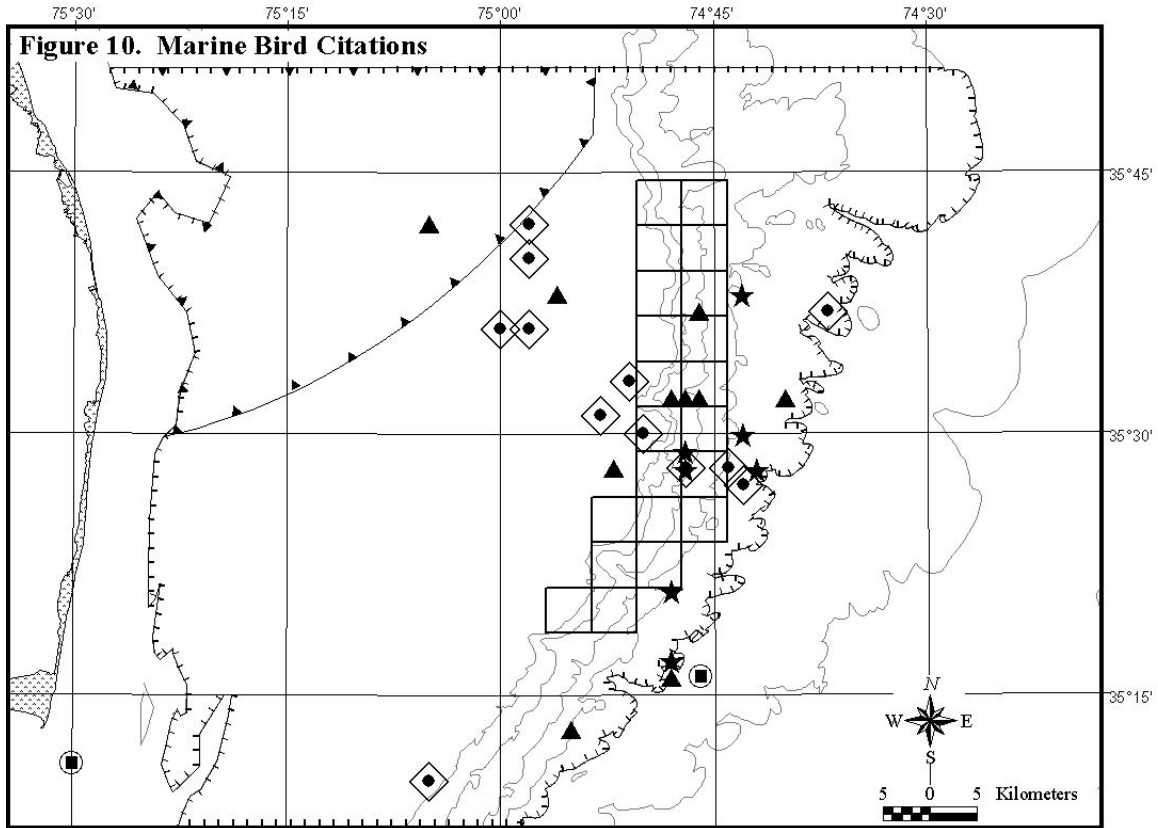 75°30' 75°15' 75°00' 74°45' 74°30'
Figure 10. Marine Bird Citations
35°45'
35°30'
35°15'
N
W E
S
5 0 5 Kilometers